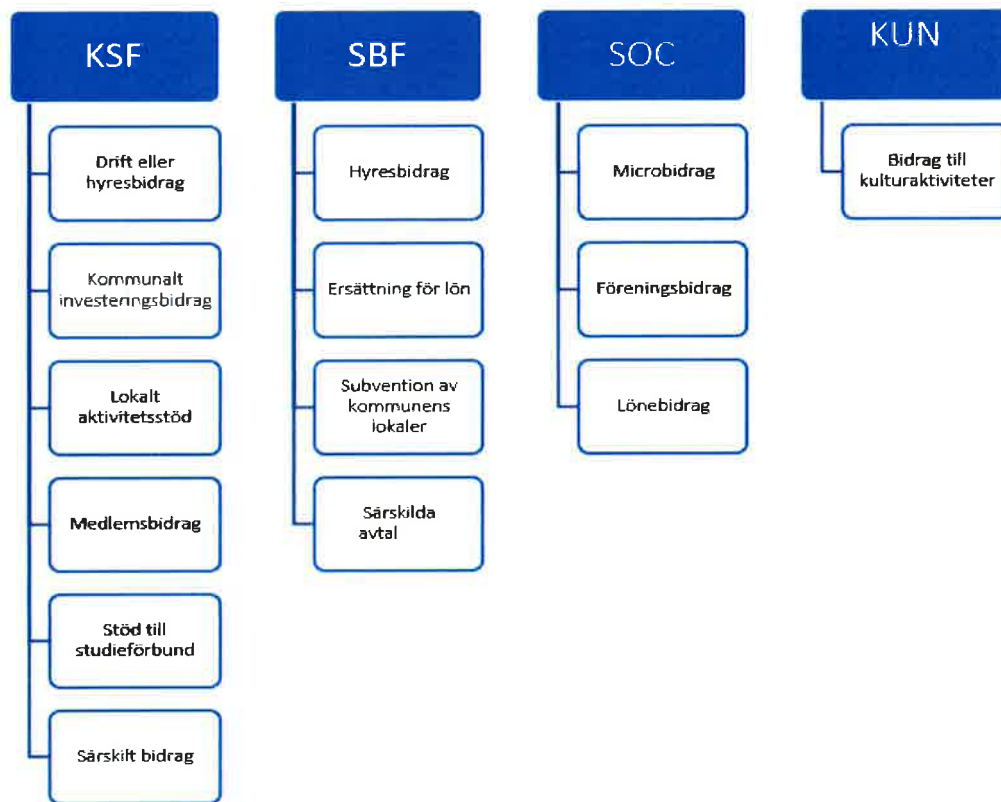 KSF
Drift eller
hyresbidrag
Kommunalt
investeringsbidrag
Lokalt
aktivitetsstöd
Medlemsbidrag
Stöd till
studieförbund
Särskilt bidrag
SBF
Hyresbidrag
Ersättning för lön
Subvention av
kommunens
lokaler
Särskilda
avtal
SOC
Microbidrag
Föreningsbidrag
Lönebidrag
KUN
Bidrag till
kulturaktiviteter